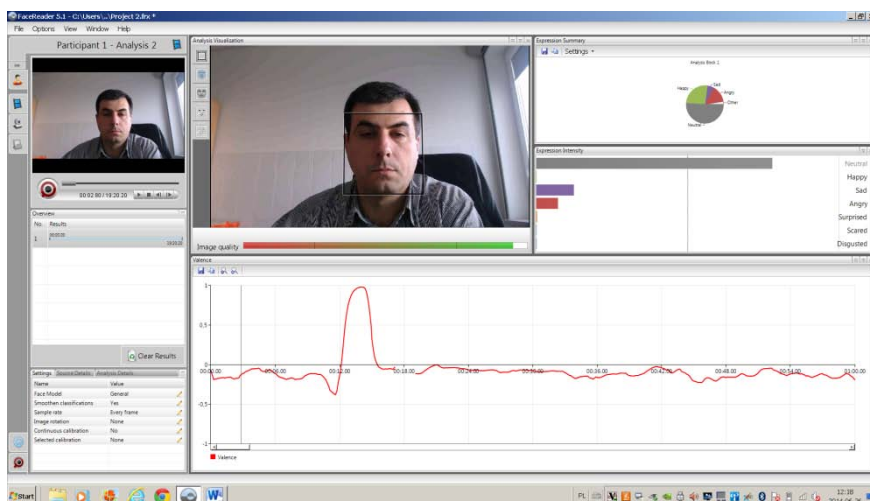 FaceReader 5.1 - C:\Users\...\Project 2.frx *
File Options View Window Help
Participant 1 - Analysis 2
Analysis Visualization
Image quality
Expression Summary
Settings
Analysis Block 1
Happy
Sad
Angry
Other
Neutral
Expression Intensity
Neutral
Happy
Sad
Angry
Surprised
Scared
Disgusted
Overview
No. Results
1
Clear Results
Settings Source Details Analysis Details
Name Value
Face Model General
Smoothen classifications Yes
Sample rate Every frame
Image rotation None
Continuous calibration No
Selected calibration None
Valence
1
0.5
0
-0.5
-1
00:00.00 00:06.00 00:12.00 00:18.00 00:24.00 00:30.00 00:36.00 00:42.00 00:48.00 00:54.00 01:00.00
Valence
Start
PL
12:18